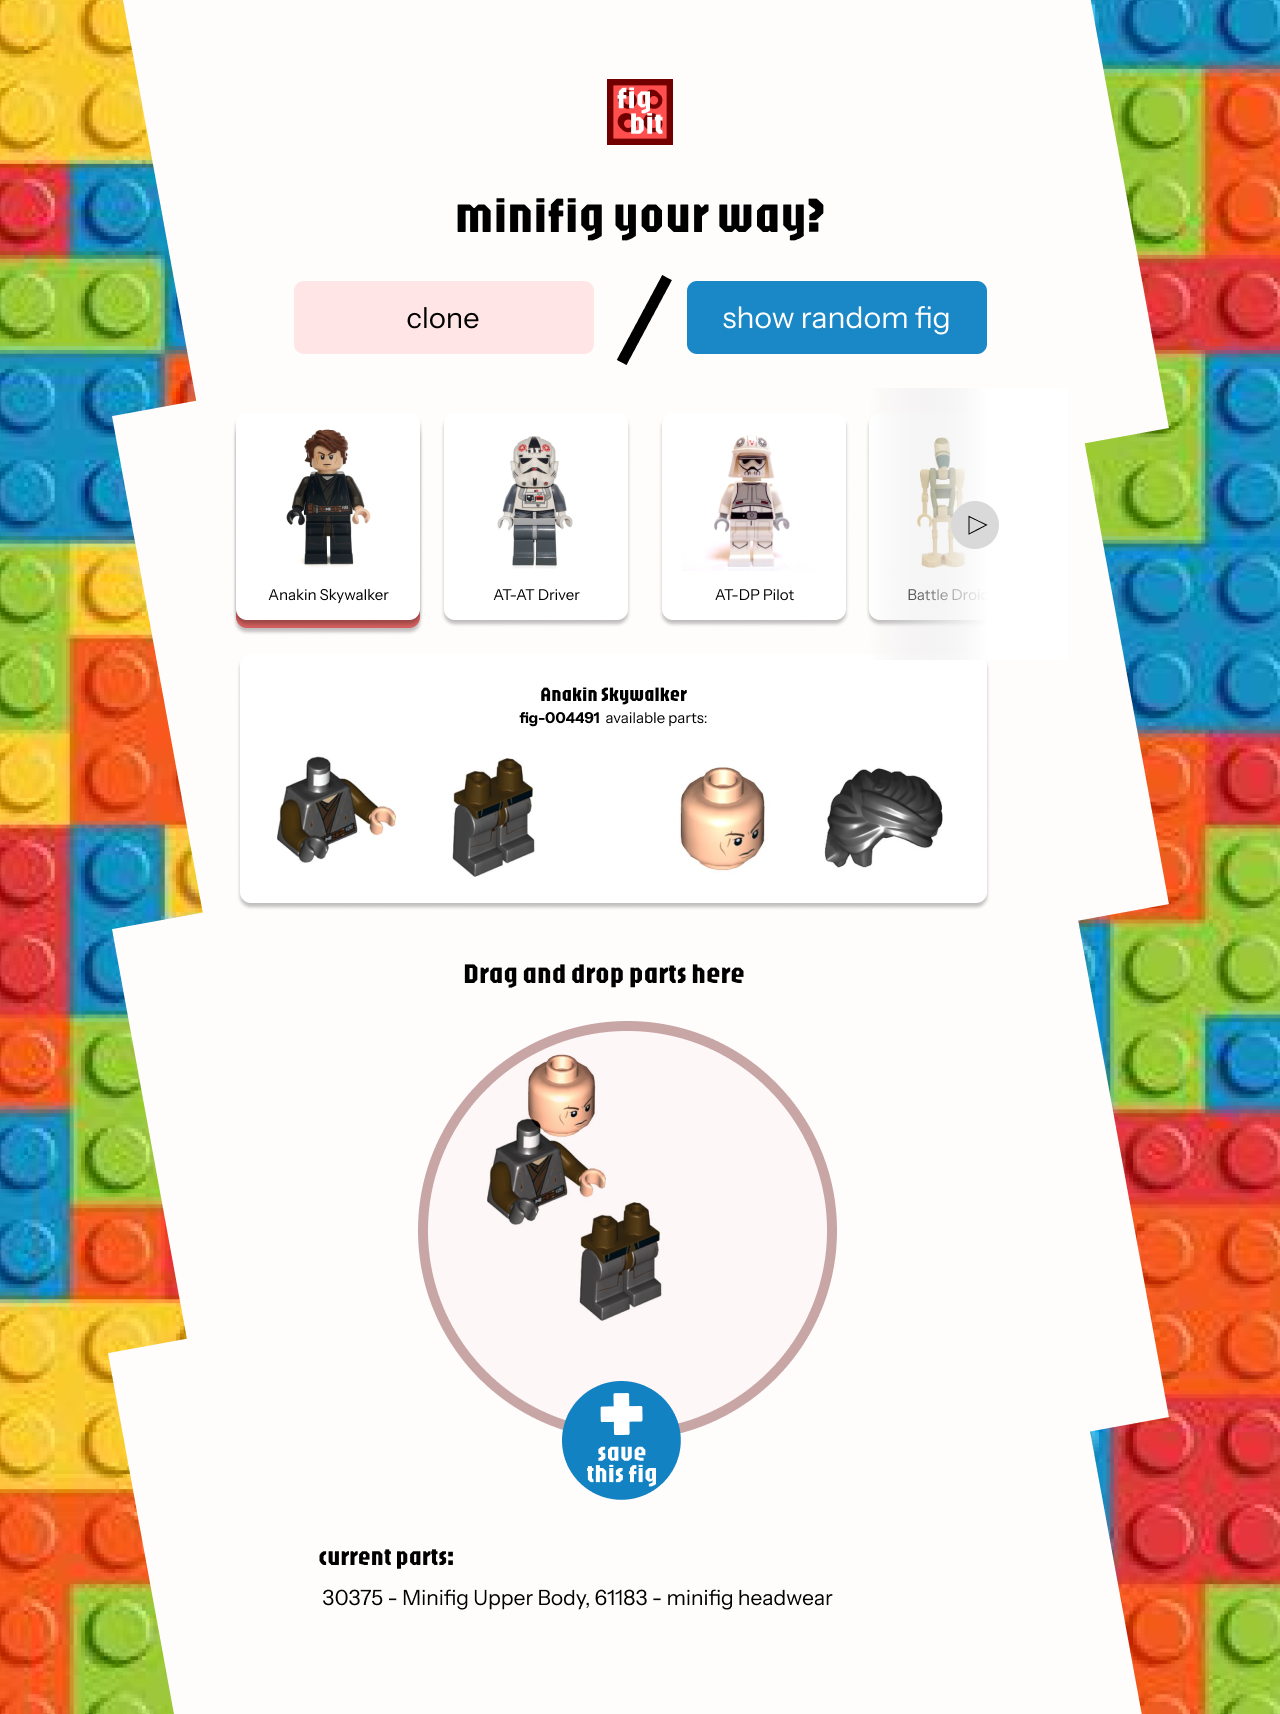 fig
bit
minifig your way?
clone
show random fig
Anakin Skywalker
AT-AT Driver
AT-DP Pilot
Battle Droid
Anakin Skywalker
fig-004491 available parts:
Drag and drop parts here
save
this fig
current parts:
30375 - Minifig Upper Body, 61183 - minifig headwear